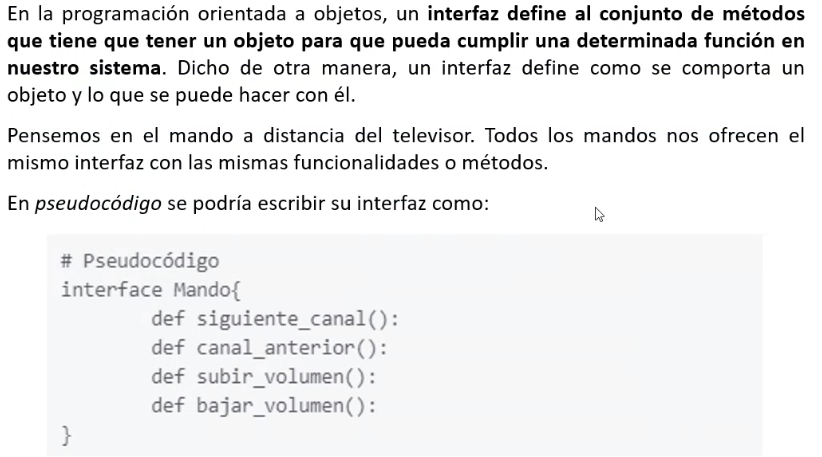 En la programación orientada a objetos, un interfaz define al conjunto de métodos
que tiene que tener un objeto para que pueda cumplir una determinada función en
nuestro sistema. Dicho de otra manera, un interfaz define como se comporta un
objeto y lo que se puede hacer con él.
Pensemos en el mando a distancia del televisor. Todos los mandos nos ofrecen el
mismo interfaz con las mismas funcionalidades o métodos.
En pseudocódigo se podría escribir su interfaz como:
# Pseudocódigo
interface Mando{
        def siguiente_canal():
        def canal_anterior():
        def subir_volumen():
        def bajar_volumen():
}